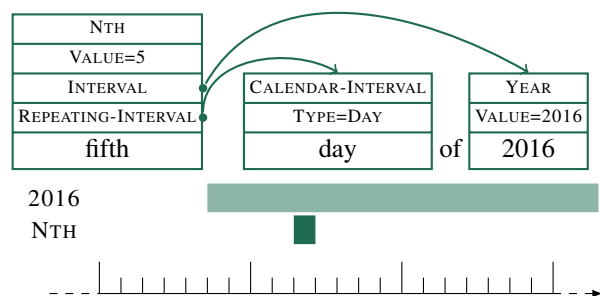 NTH
VALUE=5
INTERVAL
REPEATING-INTERVAL
fifth
CALENDAR-INTERVAL
TYPE=DAY
day
of
YEAR
VALUE=2016
2016
2016
NTH